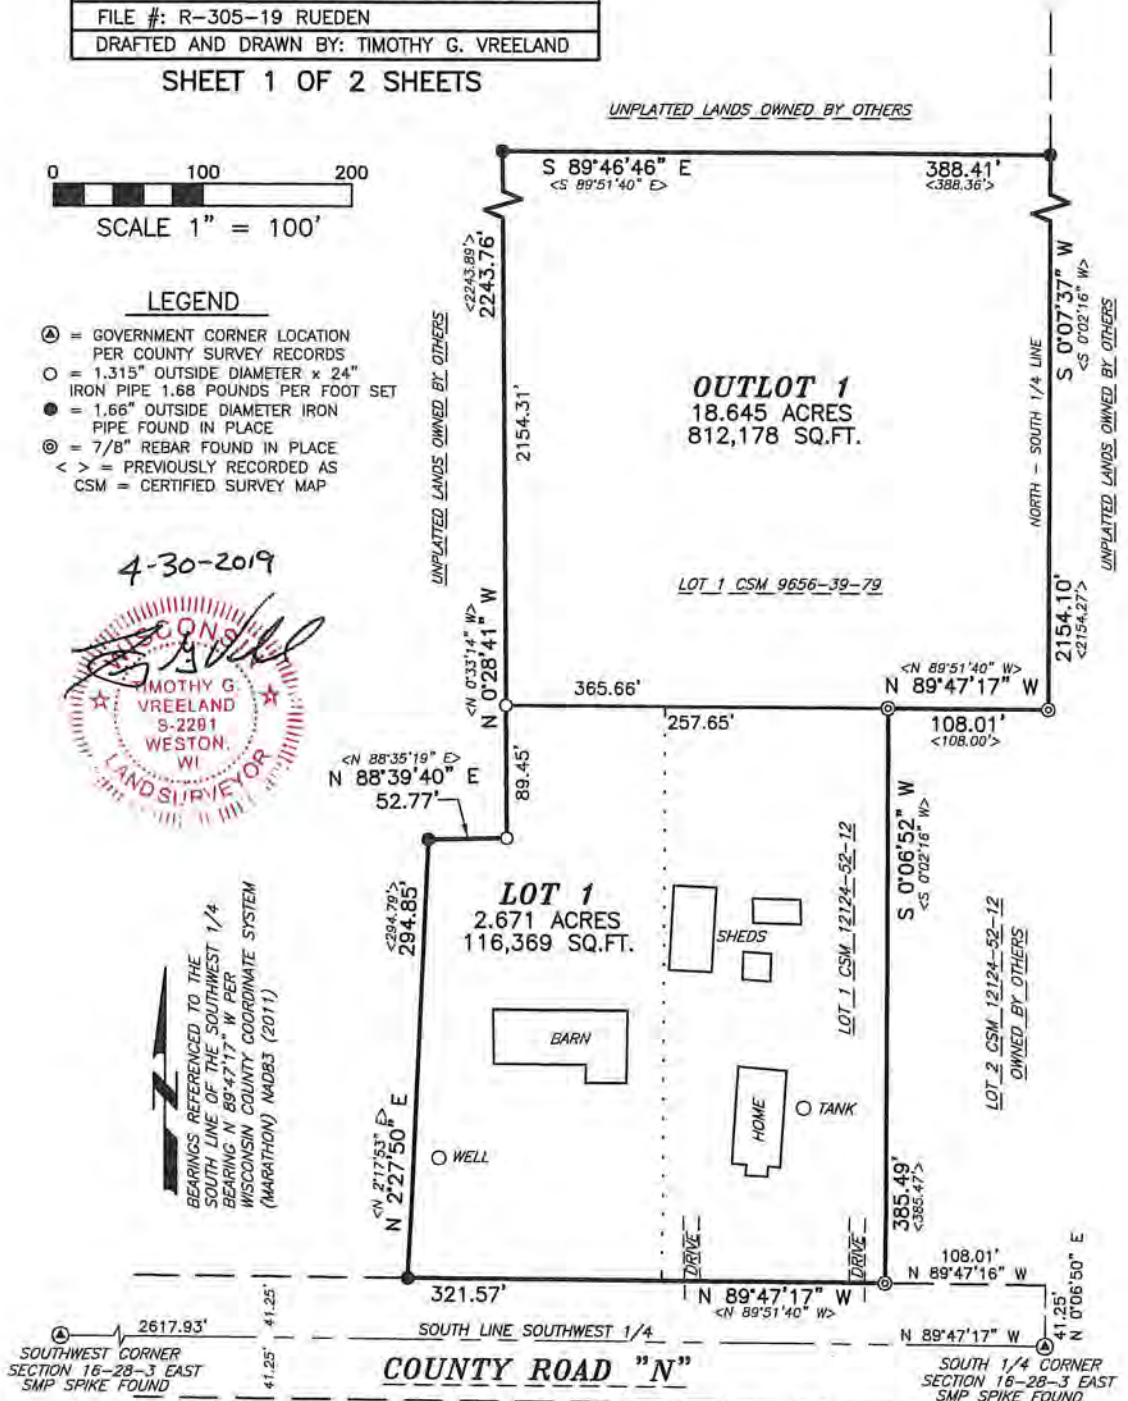 FILE #: R-305-19 RUEDEN
DRAFTED AND DRAWN BY: TIMOTHY G. VREELAND
SHEET 1 OF 2 SHEETS
UNPLATTED LANDS OWNED BY OTHERS
0 100 200
SCALE 1" = 100'
S 89°46'46" E
<S 89°51'40" E>
388.41'
<388.36'>
LEGEND
= GOVERNMENT CORNER LOCATION
PER COUNTY SURVEY RECORDS
= 1.315" OUTSIDE DIAMETER x 24"
IRON PIPE 1.68 POUNDS PER FOOT SET
= 1.66" OUTSIDE DIAMETER IRON
PIPE FOUND IN PLACE
= 7/8" REBAR FOUND IN PLACE
< > = PREVIOUSLY RECORDED AS
CSM = CERTIFIED SURVEY MAP
<2243.89'>
2243.76'
UNPLATTED LANDS OWNED BY OTHERS
2154.31'
<N 0°33'14" W>
N 0°28'41" W
OUTLOT 1
18.645 ACRES
812,178 SQ.FT.
LOT 1 CSM 9656-39-79
NORTH - SOUTH 1/4 LINE
S 0°07'37" W
<S 0°02'16" W>
2154.10'
<2154.27'>
UNPLATTED LANDS OWNED BY OTHERS
4-30-2019
WISCONSIN
TIMOTHY G.
VREELAND
S-2291
WESTON,
WI
LAND SURVEYOR
365.66'
257.65'
<N 89°51'40" W>
N 89°47'17" W
108.01'
<108.00'>
<N 88°35'19" E>
N 88°39'40" E
52.77'
89.45'
<294.79'>
294.85'
<N 2°17'53" E>
N 2°27'50" E
LOT 1
2.671 ACRES
116,369 SQ.FT.
SHEDS
BARN
HOME
TANK
WELL
LOT 1 CSM 12124-52-12
S 0°06'52" W
<S 0°02'16" W>
385.49'
<385.47'>
LOT 2 CSM 12124-52-12
OWNED BY OTHERS
BEARINGS REFERENCED TO THE
SOUTH LINE OF THE SOUTHWEST 1/4
BEARING N 89°47'17" W PER
WISCONSIN COUNTY COORDINATE SYSTEM
(MARATHON) NAD83 (2011)
DRIVE
DRIVE
321.57'
N 89°47'17" W
<N 89°51'40" W>
108.01'
N 89°47'16" W
41.25'
N 0°06'50" E
41.25'
41.25'
2617.93'
SOUTH LINE SOUTHWEST 1/4
N 89°47'17" W
SOUTHWEST CORNER
SECTION 16-28-3 EAST
SMP SPIKE FOUND
COUNTY ROAD "N"
SOUTH 1/4 CORNER
SECTION 16-28-3 EAST
SMP SPIKE FOUND